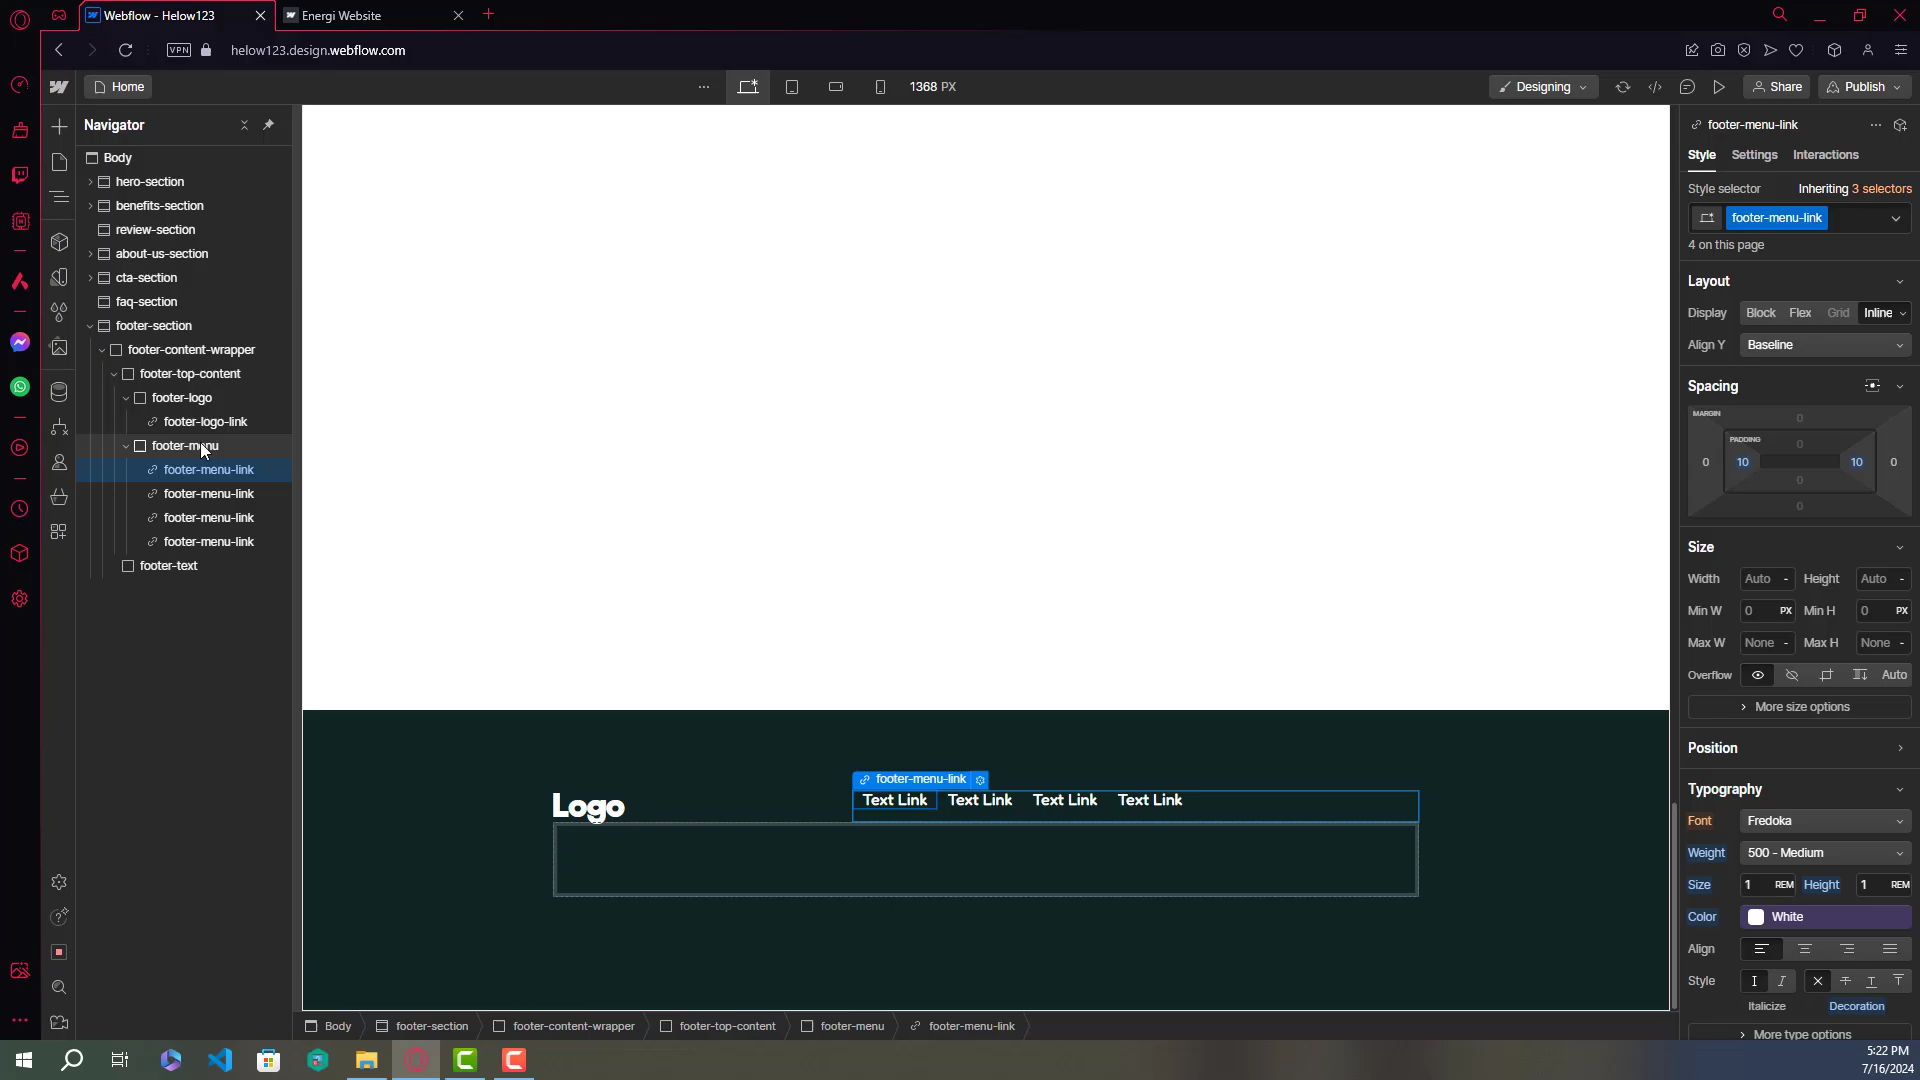 Webflow - Helow123
Energi Website
VPN
helow123.design.webflow.com
Home
1368 PX
Designing
Share
Publish
Navigator
Body
hero-section
benefits-section
review-section
about-us-section
cta-section
faq-section
footer-section
footer-content-wrapper
footer-top-content
footer-logo
footer-logo-link
footer-menu
footer-menu-link
footer-menu-link
footer-menu-link
footer-menu-link
footer-text
footer-menu-link
Logo
Text Link Text Link Text Link Text Link
Body footer-section footer-content-wrapper footer-top-content footer-menu footer-menu-link
footer-menu-link
Style Settings Interactions
Style selector Inheriting 3 selectors
footer-menu-link
4 on this page
Layout
Display Block Flex Grid Inline
Align Y Baseline
Spacing
MARGIN
0
PADDING
0
0 10 10 0
0
0
Size
Width Auto - Height Auto -
Min W 0 PX Min H 0 PX
Max W None - Max H None -
Overflow Auto
More size options
Position
Typography
Font Fredoka
Weight 500 - Medium
Size 1 REM Height 1 REM
Color White
Align
Style
Italicize Decoration
More type options
5:22 PM
7/16/2024